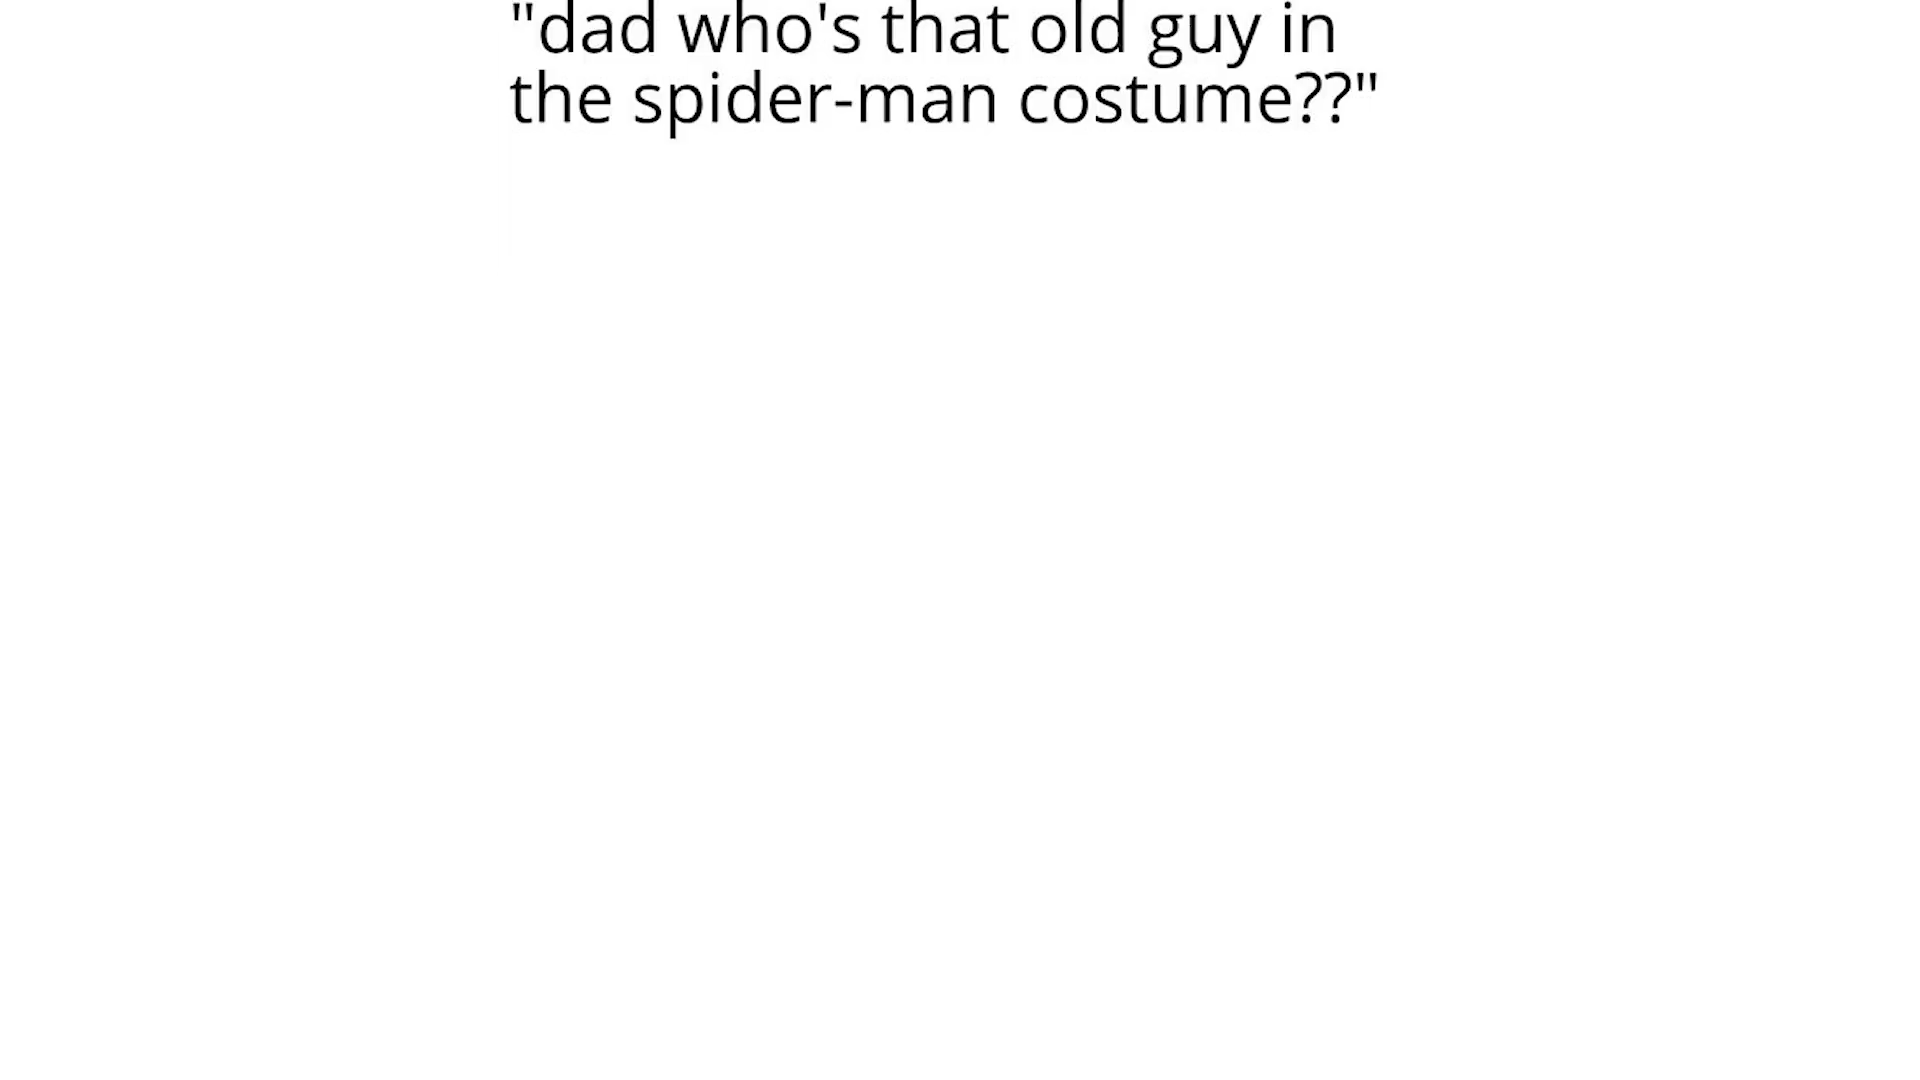 "dad who's that old guy in
the spider-man costume??"